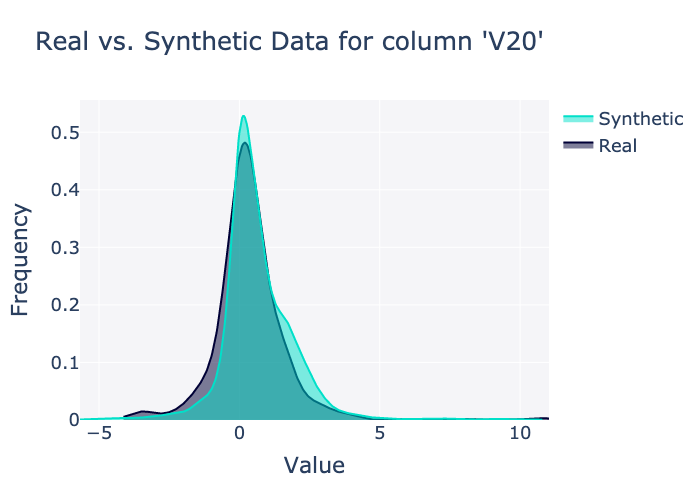 Real vs. Synthetic Data for column 'V20'
Synthetic
Real
Frequency
0.5
0.4
0.3
0.2
0.1
0
−5
0
5
10
Value